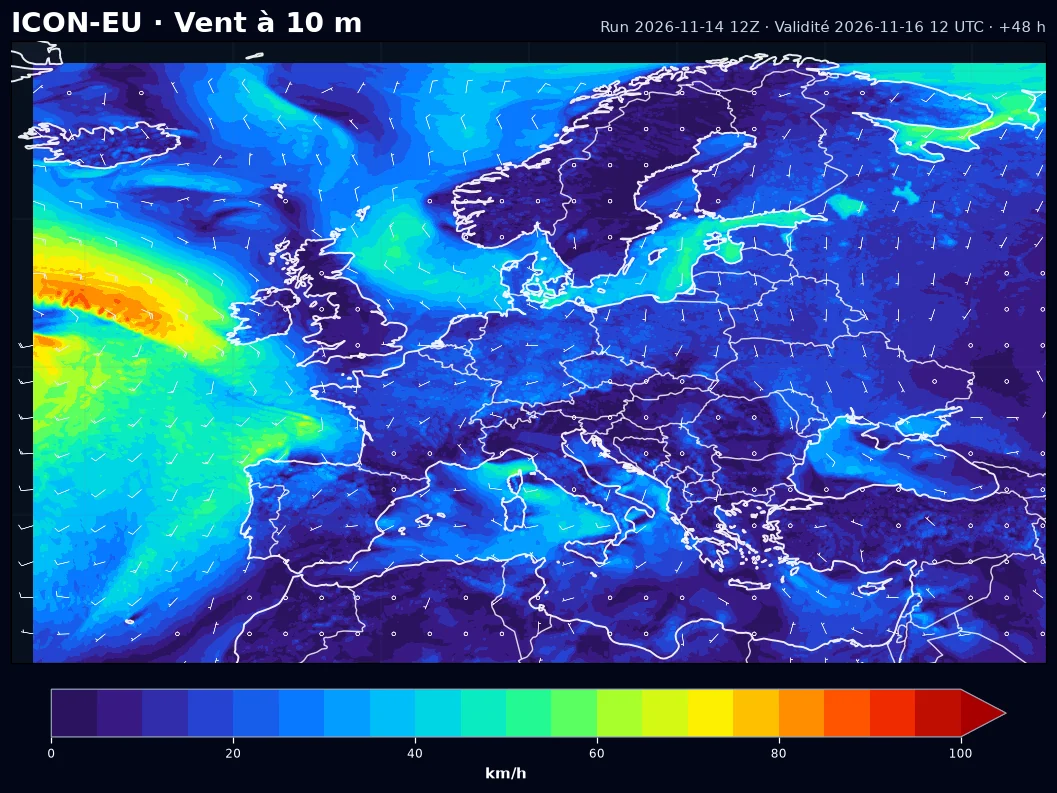 ICON-EU · Vent à 10 m
Run 2026-11-14 12Z · Validité 2026-11-16 12 UTC · +48 h
0 20 40 60 80 100
km/h